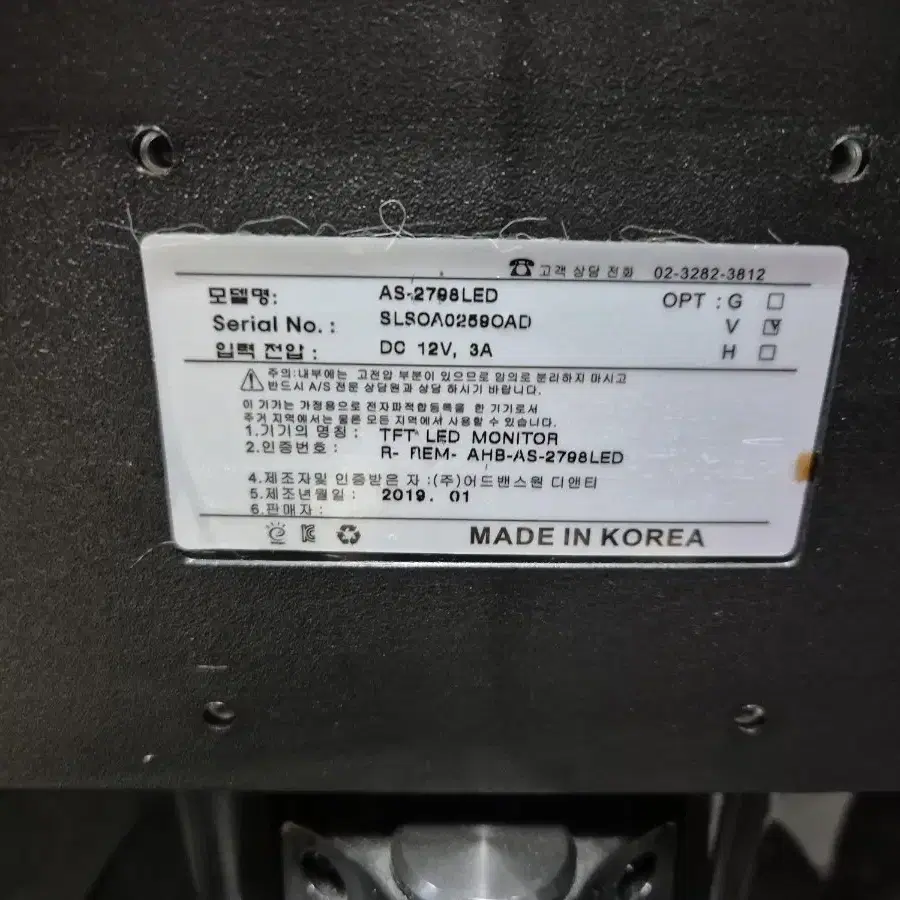 고객 상담 전화 02-3282-3812
모델명: AS-2798LED OPT : G
Serial No. : SLSOA02590AD V
입력 전압 : DC 12V, 3A H
주의:내부에는 고전압 부분이 있으므로 임의로 분리하지 마시고
반드시 A/S 전문 상담원과 상담 하시기 바랍니다.
이 기기는 가정용으로 전자파적합등록을 한 기기로서
주거 지역에서는 물론 모든 지역에서 사용할 수 있습니다.
1.기기의 명칭 : TFT LED MONITOR
2.인증번호 : R- REM- AHB-AS-2798LED
4.제조자및 인증받은 자 :(주)어드밴스원 디앤티
5.제조년월일 : 2019. 01
6.판매자 :
MADE IN KOREA